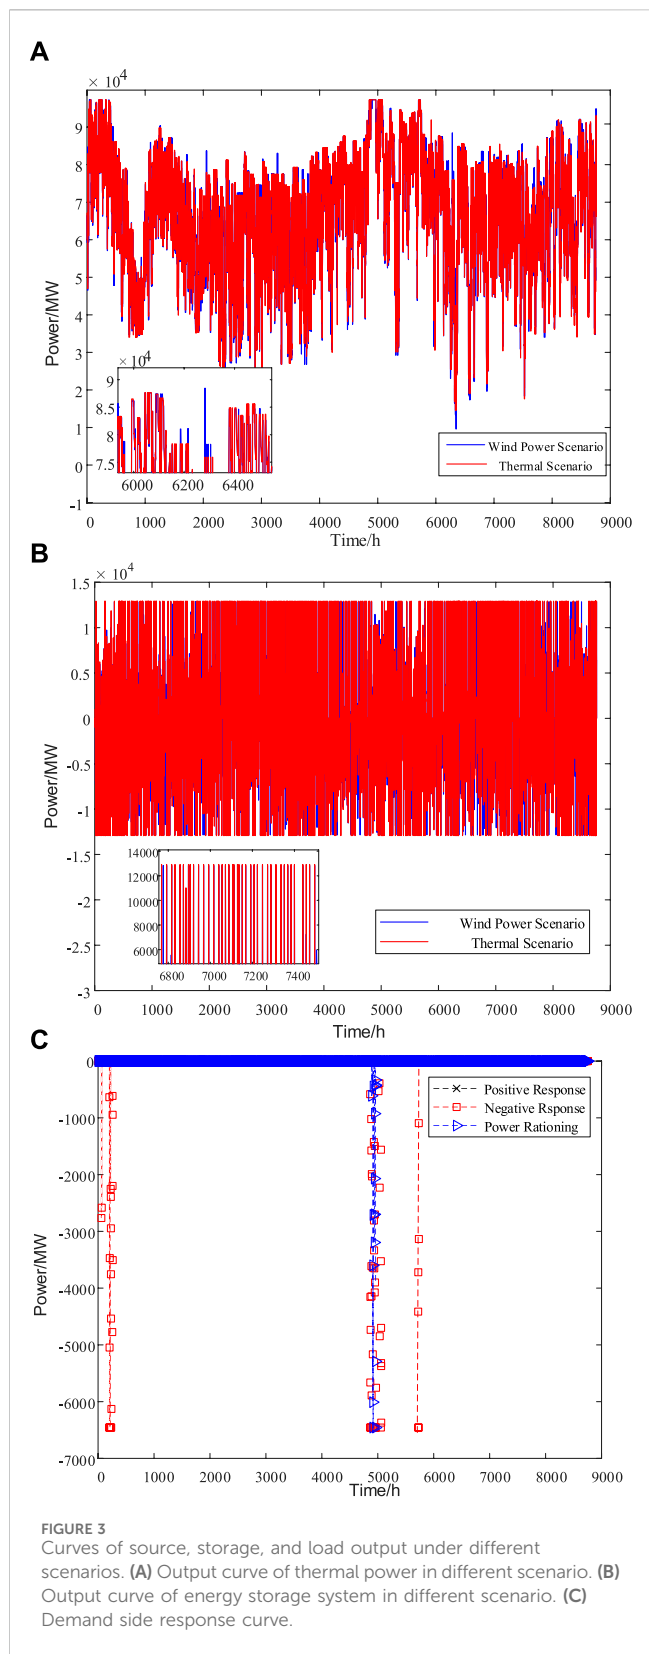 A
× 10⁴
9
8
7
6
5
4
3
2
1
0
-1
Power/MW
× 10⁴
9
8.5
8
7.5
6000 6200 6400
Wind Power Scenario
Thermal Scenario
0 1000 2000 3000 4000 5000 6000 7000 8000 9000
Time/h
B
× 10⁴
1.5
1
0.5
0
-0.5
-1
-1.5
-2
-2.5
-3
Power/MW
14000
12000
10000
8000
6000
6800 7000 7200 7400
Wind Power Scenario
Thermal Scenario
0 1000 2000 3000 4000 5000 6000 7000 8000 9000
Time/h
C
0
-1000
-2000
-3000
-4000
-5000
-6000
-7000
Power/MW
Positive Response
Negative Rsponse
Power Rationing
0 1000 2000 3000 4000 5000 6000 7000 8000 9000
Time/h
FIGURE 3
Curves of source, storage, and load output under different
scenarios. (A) Output curve of thermal power in different scenario. (B)
Output curve of energy storage system in different scenario. (C)
Demand side response curve.